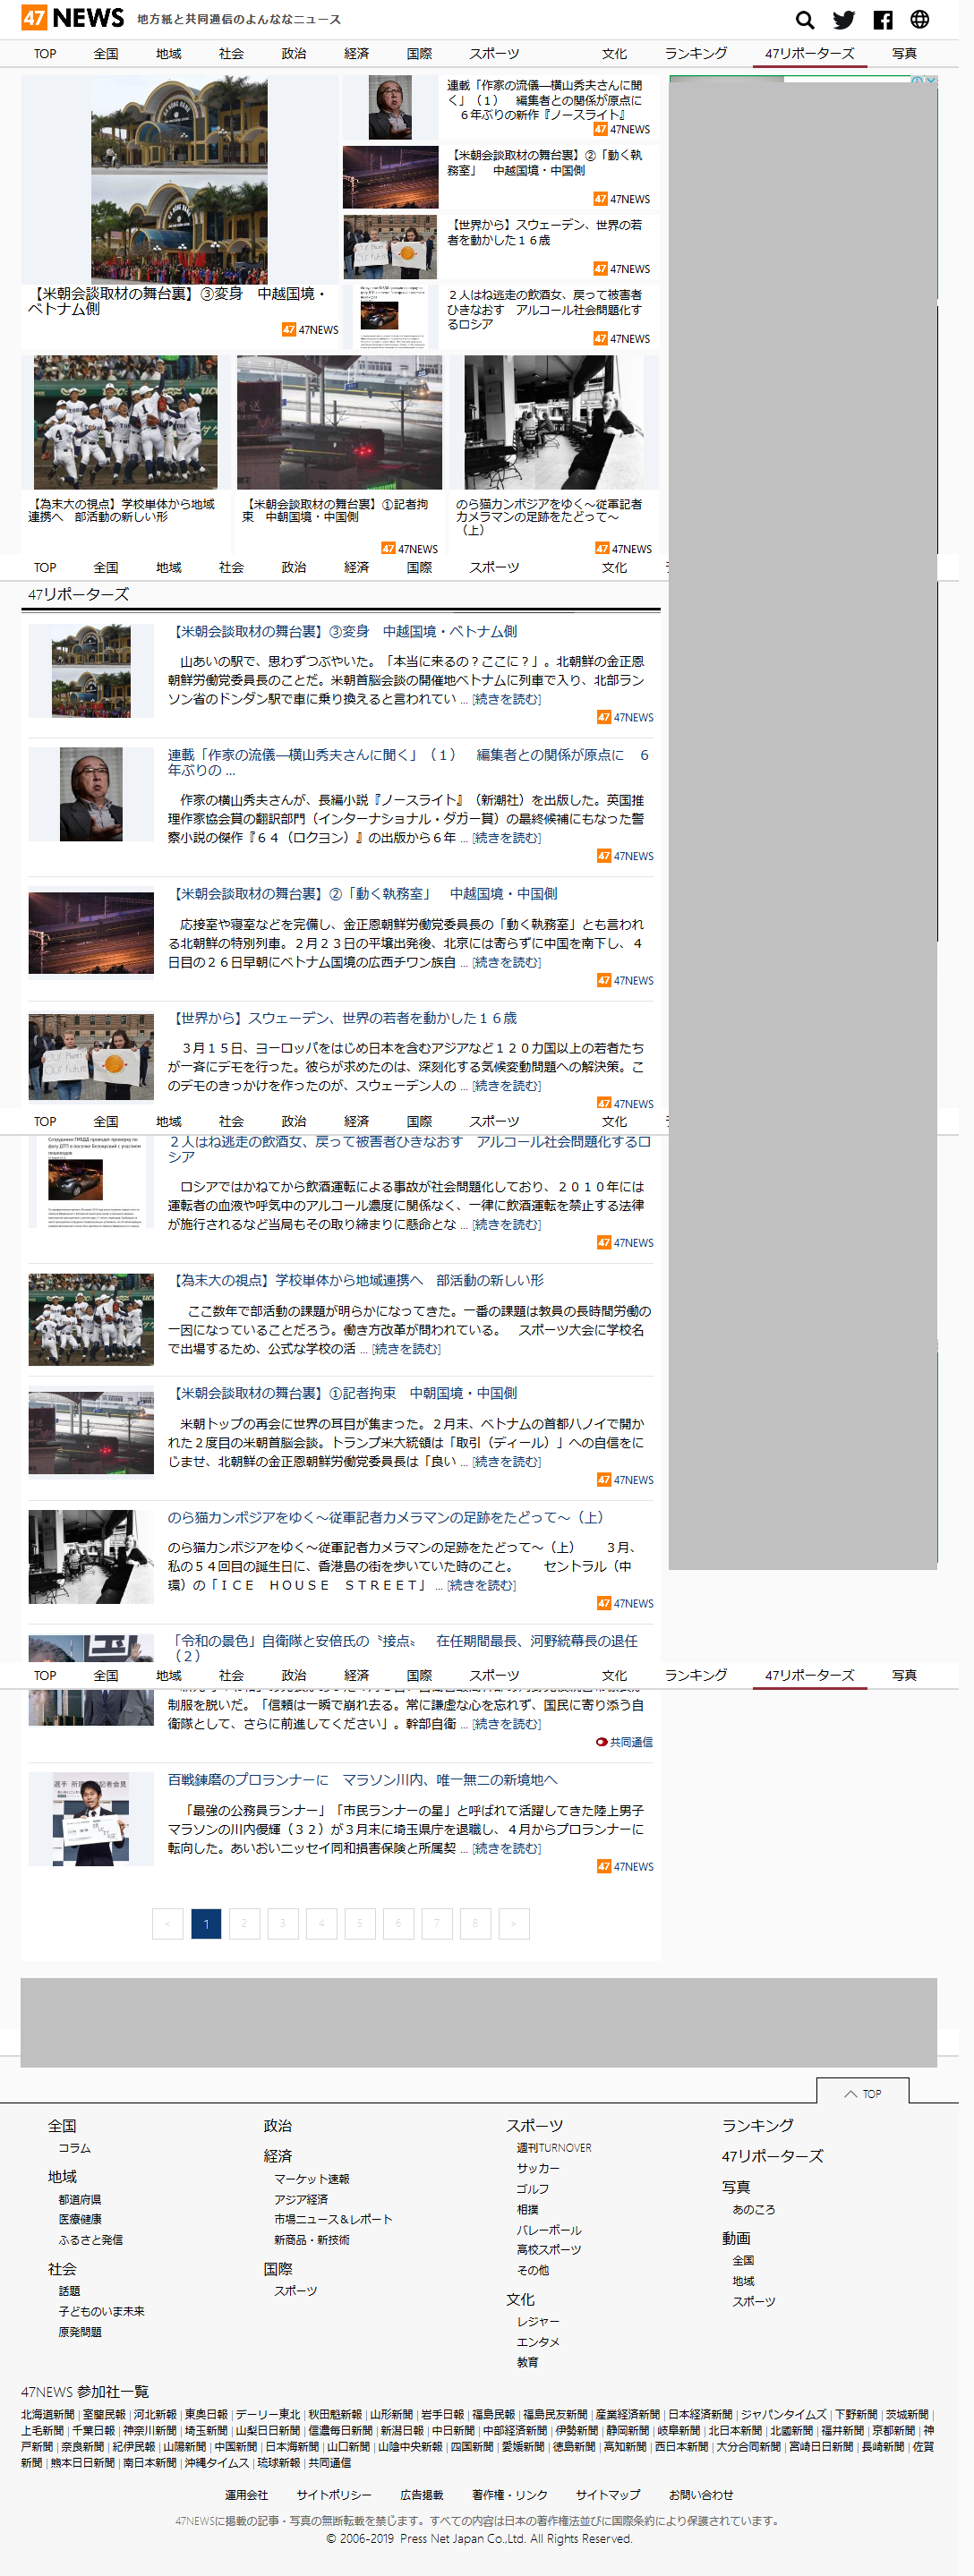 47 NEWS 地方紙と共同通信のよんななニュース
TOP 全国 地域 社会 政治 経済 国際 スポーツ 文化 ランキング 47リポーターズ 写真
【米朝会談取材の舞台裏】③変身　中越国境・
ベトナム側
47 47NEWS
連載「作家の流儀―横山秀夫さんに聞
く」（１）　編集者との関係が原点に
６年ぶりの新作『ノースライト』
47 47NEWS
【米朝会談取材の舞台裏】②「動く執
務室」　中越国境・中国側
47 47NEWS
【世界から】スウェーデン、世界の若
者を動かした１６歳
47 47NEWS
２人はね逃走の飲酒女、戻って被害者
ひきなおす　アルコール社会問題化す
るロシア
47 47NEWS
【為末大の視点】学校単体から地域
連携へ　部活動の新しい形
【米朝会談取材の舞台裏】①記者拘
束　中朝国境・中国側
47 47NEWS
のら猫カンボジアをゆく～従軍記者
カメラマンの足跡をたどって～
（上）
47 47NEWS
TOP 全国 地域 社会 政治 経済 国際 スポーツ 文化
47リポーターズ
【米朝会談取材の舞台裏】③変身　中越国境・ベトナム側
山あいの駅で、思わずつぶやいた。「本当に来るの？ここに？」。北朝鮮の金正恩
朝鮮労働党委員長のことだ。米朝首脳会談の開催地ベトナムに列車で入り、北部ラン
ソン省のドンダン駅で車に乗り換えると言われてい ... [続きを読む]
47 47NEWS
連載「作家の流儀―横山秀夫さんに聞く」（１）　編集者との関係が原点に　６
年ぶりの ...
作家の横山秀夫さんが、長編小説『ノースライト』（新潮社）を出版した。英国推
理作家協会賞の翻訳部門（インターナショナル・ダガー賞）の最終候補にもなった警
察小説の傑作『６４（ロクヨン）』の出版から６年 ... [続きを読む]
47 47NEWS
【米朝会談取材の舞台裏】②「動く執務室」　中越国境・中国側
応接室や寝室などを完備し、金正恩朝鮮労働党委員長の「動く執務室」とも言われ
る北朝鮮の特別列車。２月２３日の平壌出発後、北京には寄らずに中国を南下し、４
日目の２６日早朝にベトナム国境の広西チワン族自 ... [続きを読む]
47 47NEWS
【世界から】スウェーデン、世界の若者を動かした１６歳
３月１５日、ヨーロッパをはじめ日本を含むアジアなど１２０カ国以上の若者たち
が一斉にデモを行った。彼らが求めたのは、深刻化する気候変動問題への解決策。こ
のデモのきっかけを作ったのが、スウェーデン人の ... [続きを読む]
47 47NEWS
TOP 全国 地域 社会 政治 経済 国際 スポーツ 文化
２人はね逃走の飲酒女、戻って被害者ひきなおす　アルコール社会問題化するロ
シア
ロシアではかねてから飲酒運転による事故が社会問題化しており、２０１０年には
運転者の血液や呼気中のアルコール濃度に関係なく、一律に飲酒運転を禁止する法律
が施行されるなど当局もその取り締まりに懸命とな ... [続きを読む]
47 47NEWS
【為末大の視点】学校単体から地域連携へ　部活動の新しい形
ここ数年で部活動の課題が明らかになってきた。一番の課題は教員の長時間労働の
一因になっていることだろう。働き方改革が問われている。　スポーツ大会に学校名
で出場するため、公式な学校の活 ... [続きを読む]
【米朝会談取材の舞台裏】①記者拘束　中朝国境・中国側
米朝トップの再会に世界の耳目が集まった。２月末、ベトナムの首都ハノイで開か
れた２度目の米朝首脳会談。トランプ米大統領は「取引（ディール）」への自信をに
じませ、北朝鮮の金正恩朝鮮労働党委員長は「良い ... [続きを読む]
47 47NEWS
のら猫カンボジアをゆく～従軍記者カメラマンの足跡をたどって～（上）
のら猫カンボジアをゆく～従軍記者カメラマンの足跡をたどって～（上）　　３月、
私の５４回目の誕生日に、香港島の街を歩いていた時のこと。　　セントラル（中
環）の「ＩＣＥ　ＨＯＵＳＥ　ＳＴＲＥＥＴ」 ... [続きを読む]
47 47NEWS
「令和の景色」自衛隊と安倍氏の〝接点〟　在任期間最長、河野統幕長の退任
（２）
TOP 全国 地域 社会 政治 経済 国際 スポーツ 文化 ランキング 47リポーターズ 写真
制服を脱いだ。「信頼は一瞬で崩れ去る。常に謙虚な心を忘れず、国民に寄り添う自
衛隊として、さらに前進してください」。幹部自衛 ... [続きを読む]
共同通信
百戦錬磨のプロランナーに　マラソン川内、唯一無二の新境地へ
「最強の公務員ランナー」「市民ランナーの星」と呼ばれて活躍してきた陸上男子
マラソンの川内優輝（３２）が３月末に埼玉県庁を退職し、４月からプロランナーに
転向した。あいおいニッセイ同和損害保険と所属契 ... [続きを読む]
47 47NEWS
< 1 2 3 4 5 6 7 8 >
TOP
全国
コラム
地域
都道府県
医療健康
ふるさと発信
社会
話題
子どものいま未来
原発問題
政治
経済
マーケット速報
アジア経済
市場ニュース＆レポート
新商品・新技術
国際
スポーツ
スポーツ
週刊TURNOVER
サッカー
ゴルフ
相撲
バレーボール
高校スポーツ
その他
文化
レジャー
エンタメ
教育
ランキング
47リポーターズ
写真
あのころ
動画
全国
地域
スポーツ
47NEWS 参加社一覧
北海道新聞 | 室蘭民報 | 河北新報 | 東奥日報 | デーリー東北 | 秋田魁新報 | 山形新聞 | 岩手日報 | 福島民報 | 福島民友新聞 | 産業経済新聞 | 日本経済新聞 | ジャパンタイムズ | 下野新聞 | 茨城新聞 |
上毛新聞 | 千葉日報 | 神奈川新聞 | 埼玉新聞 | 山梨日日新聞 | 信濃毎日新聞 | 新潟日報 | 中日新聞 | 中部経済新聞 | 伊勢新聞 | 静岡新聞 | 岐阜新聞 | 北日本新聞 | 北國新聞 | 福井新聞 | 京都新聞 | 神
戸新聞 | 奈良新聞 | 紀伊民報 | 山陽新聞 | 中国新聞 | 日本海新聞 | 山口新聞 | 山陰中央新報 | 四国新聞 | 愛媛新聞 | 徳島新聞 | 高知新聞 | 西日本新聞 | 大分合同新聞 | 宮崎日日新聞 | 長崎新聞 | 佐賀
新聞 | 熊本日日新聞 | 南日本新聞 | 沖縄タイムス | 琉球新報 | 共同通信
運用会社 サイトポリシー 広告掲載 著作権・リンク サイトマップ お問い合わせ
47NEWSに掲載の記事・写真の無断転載を禁じます。すべての内容は日本の著作権法並びに国際条約により保護されています。
© 2006-2019 Press Net Japan Co.,Ltd. All Rights Reserved.